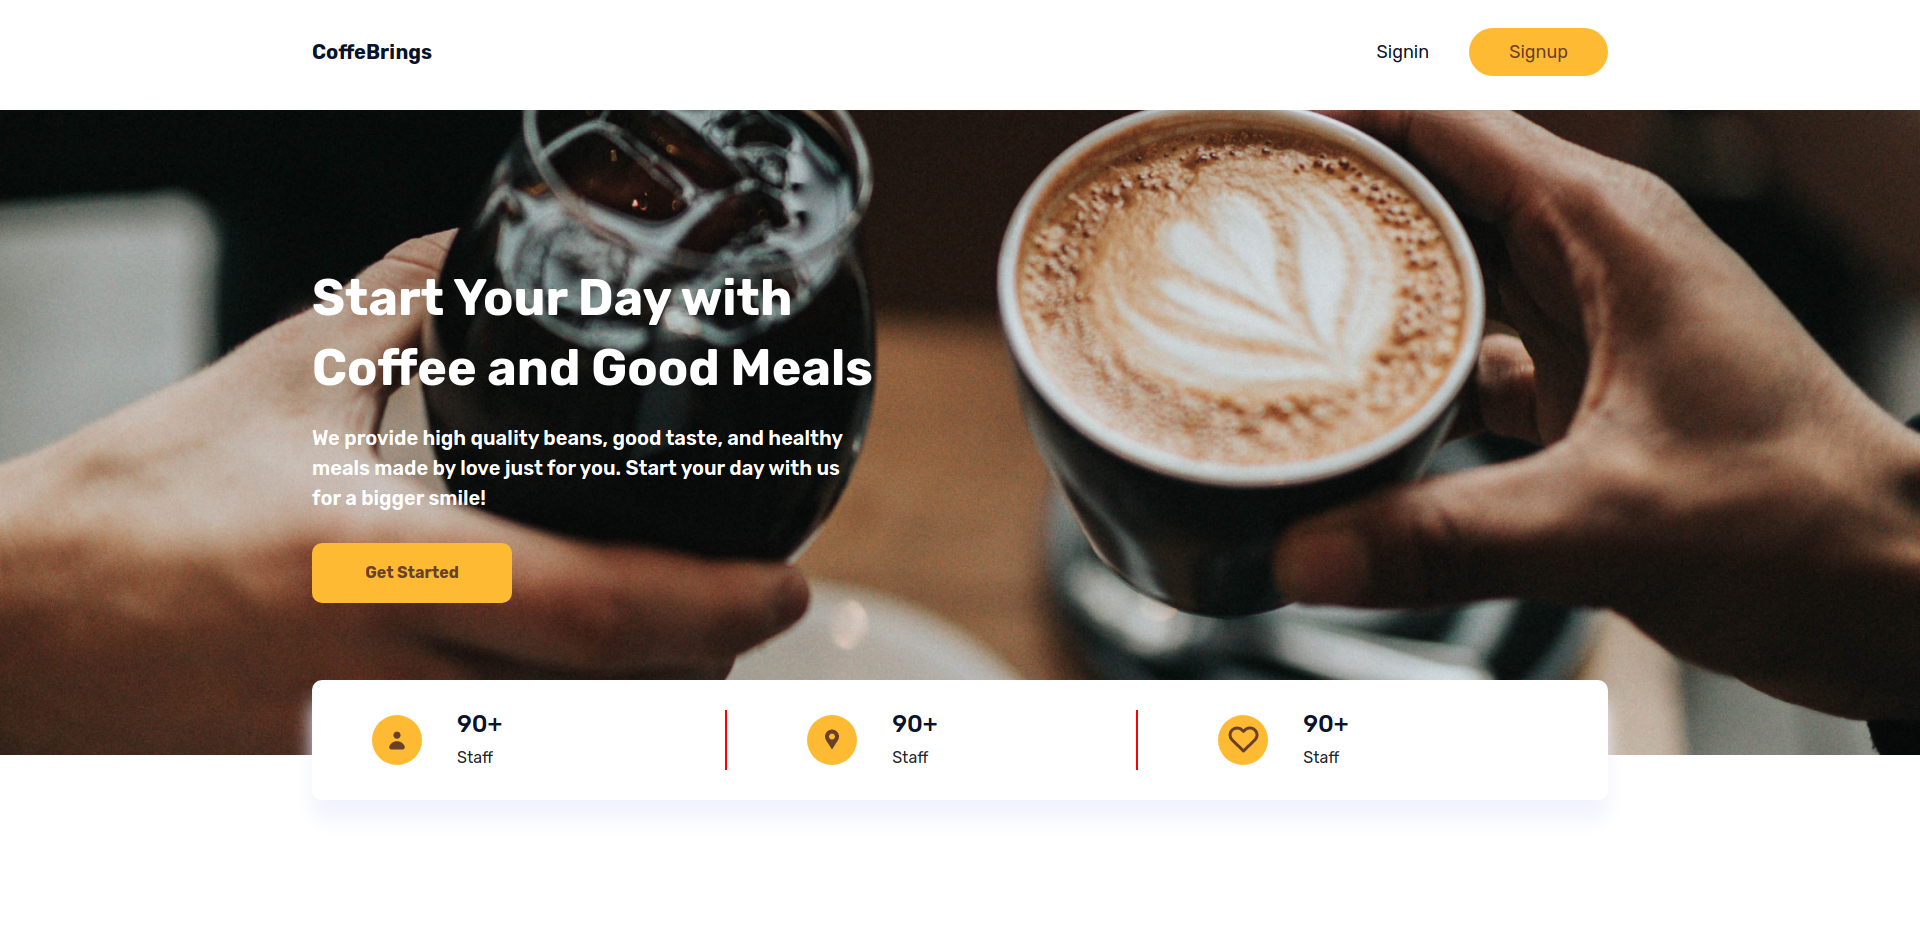 CoffeBrings
Signin
Signup
Start Your Day with
Coffee and Good Meals
We provide high quality beans, good taste, and healthy
meals made by love just for you. Start your day with us
for a bigger smile!
Get Started
90+
Staff
90+
Staff
90+
Staff